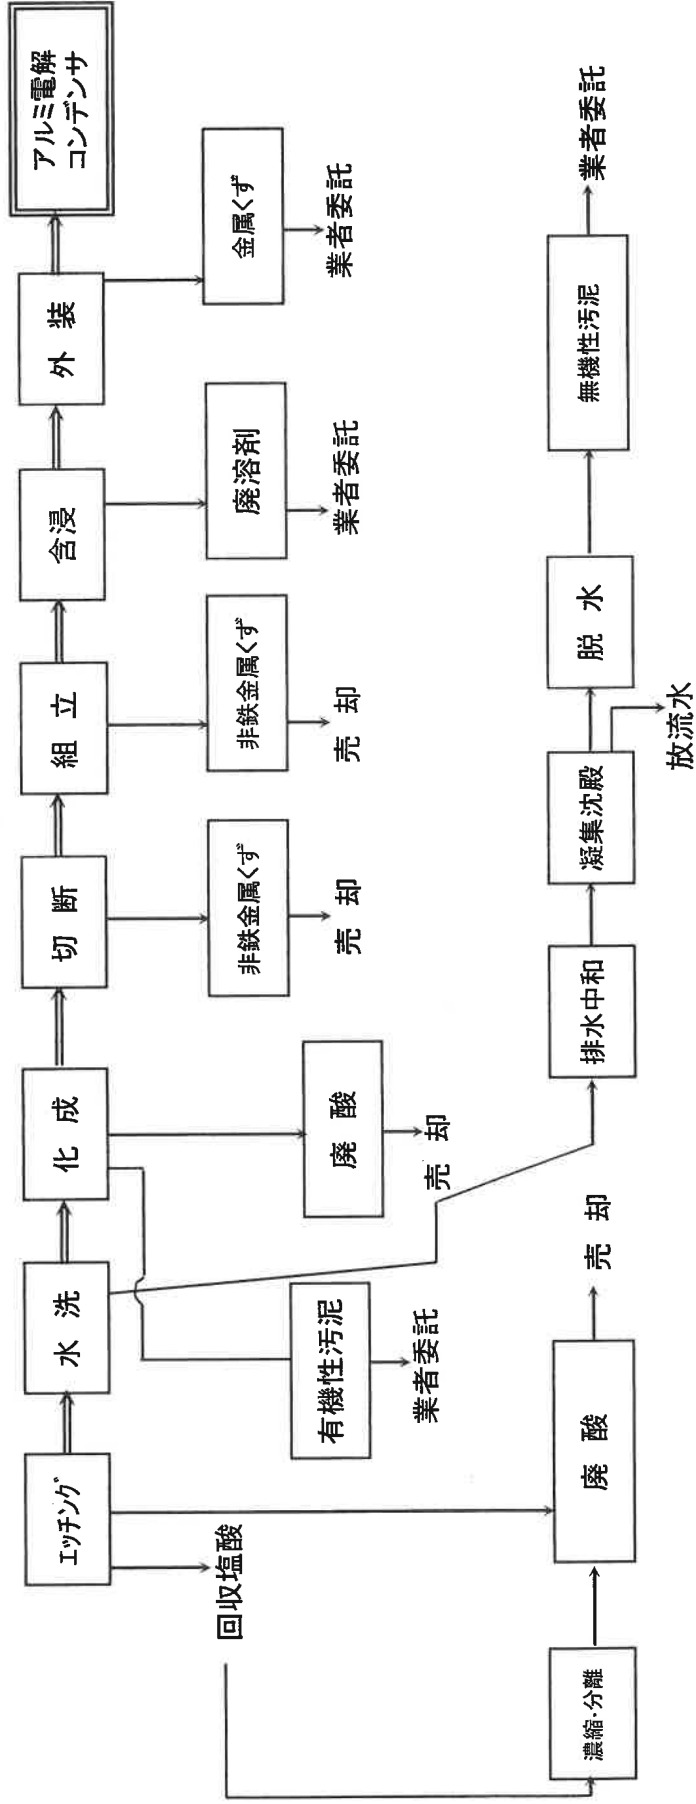 エッチング
水洗
化成
切断
組立
含浸
外装
アルミ電解
コンデンサ
回収塩酸
有機性汚泥
業者委託
廃酸
売却
非鉄金属くず
売却
非鉄金属くず
売却
廃溶剤
業者委託
金属くず
業者委託
濃縮・分離
廃酸
売却
排水中和
凝集沈殿
放流水
脱水
無機性汚泥
業者委託